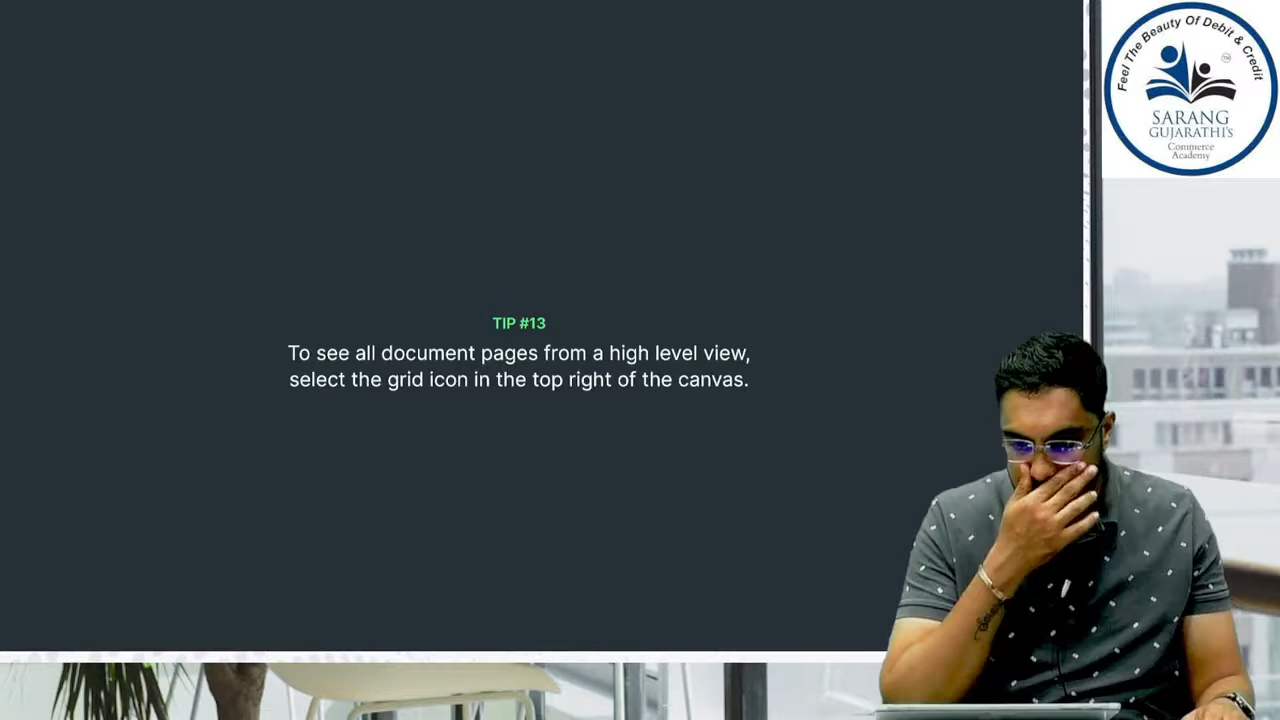 TIP #13
To see all document pages from a high level view,
select the grid icon in the top right of the canvas.
Feel The Beauty Of Debit & Credit
TM
SARANG
GUJARATHI's
Commerce
Academy